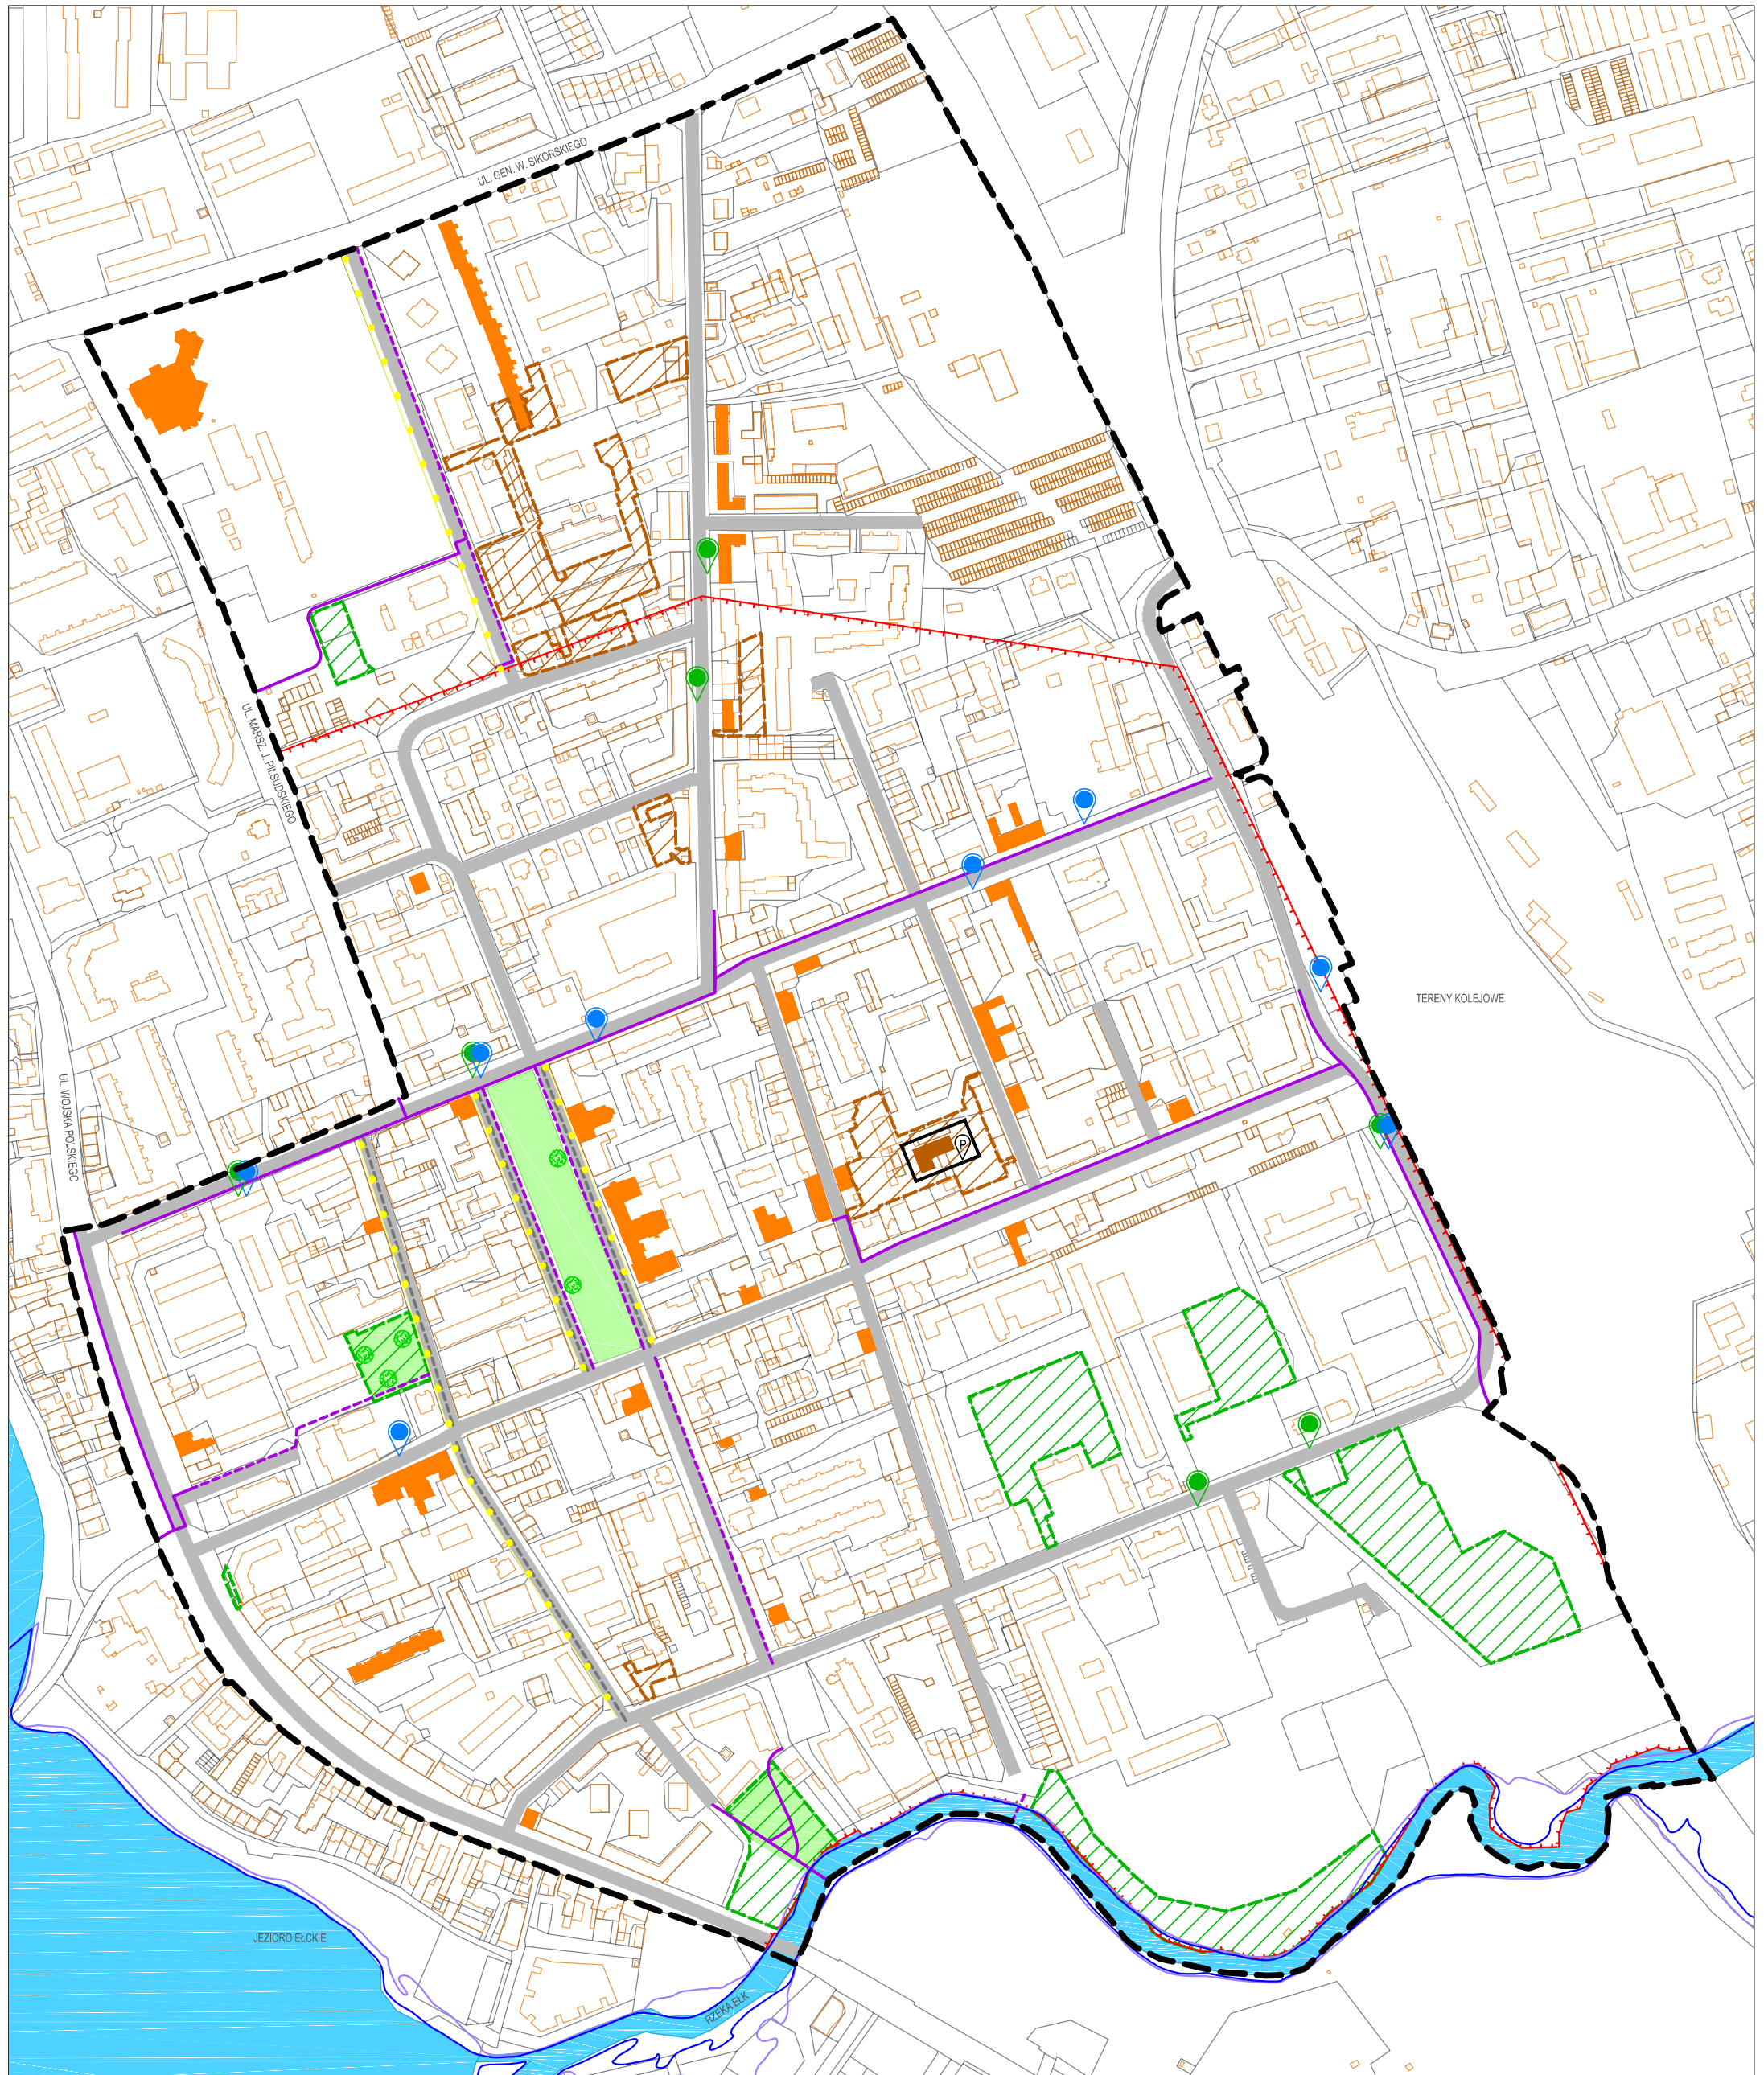 UL. GEN. W. SIKORSKIEGO
UL. MARSZ. J. PIŁSUDSKIEGO
TERENY KOLEJOWE
UL. WOJSKA POLSKIEGO
P
JEZIORO EŁCKIE
RZEKA EŁK